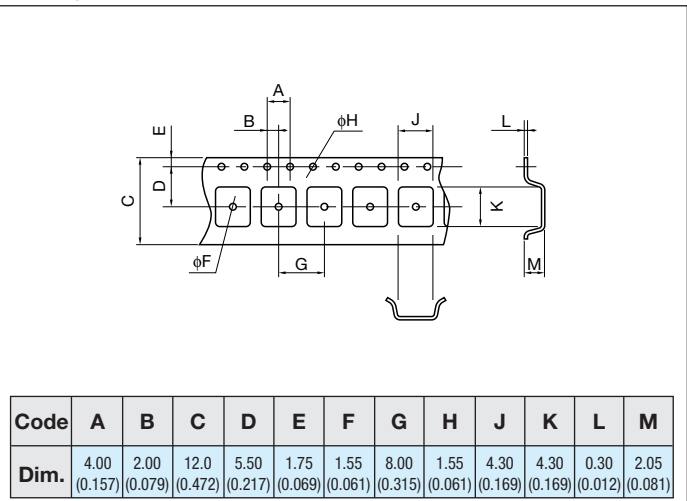 A
B
φH
J
L
E
D
C
K
φF
G
M
Code A B C D E F G H J K L M
Dim. 4.00 2.00 12.0 5.50 1.75 1.55 8.00 1.55 4.30 4.30 0.30 2.05
(0.157) (0.079) (0.472) (0.217) (0.069) (0.061) (0.315) (0.061) (0.169) (0.169) (0.012) (0.081)